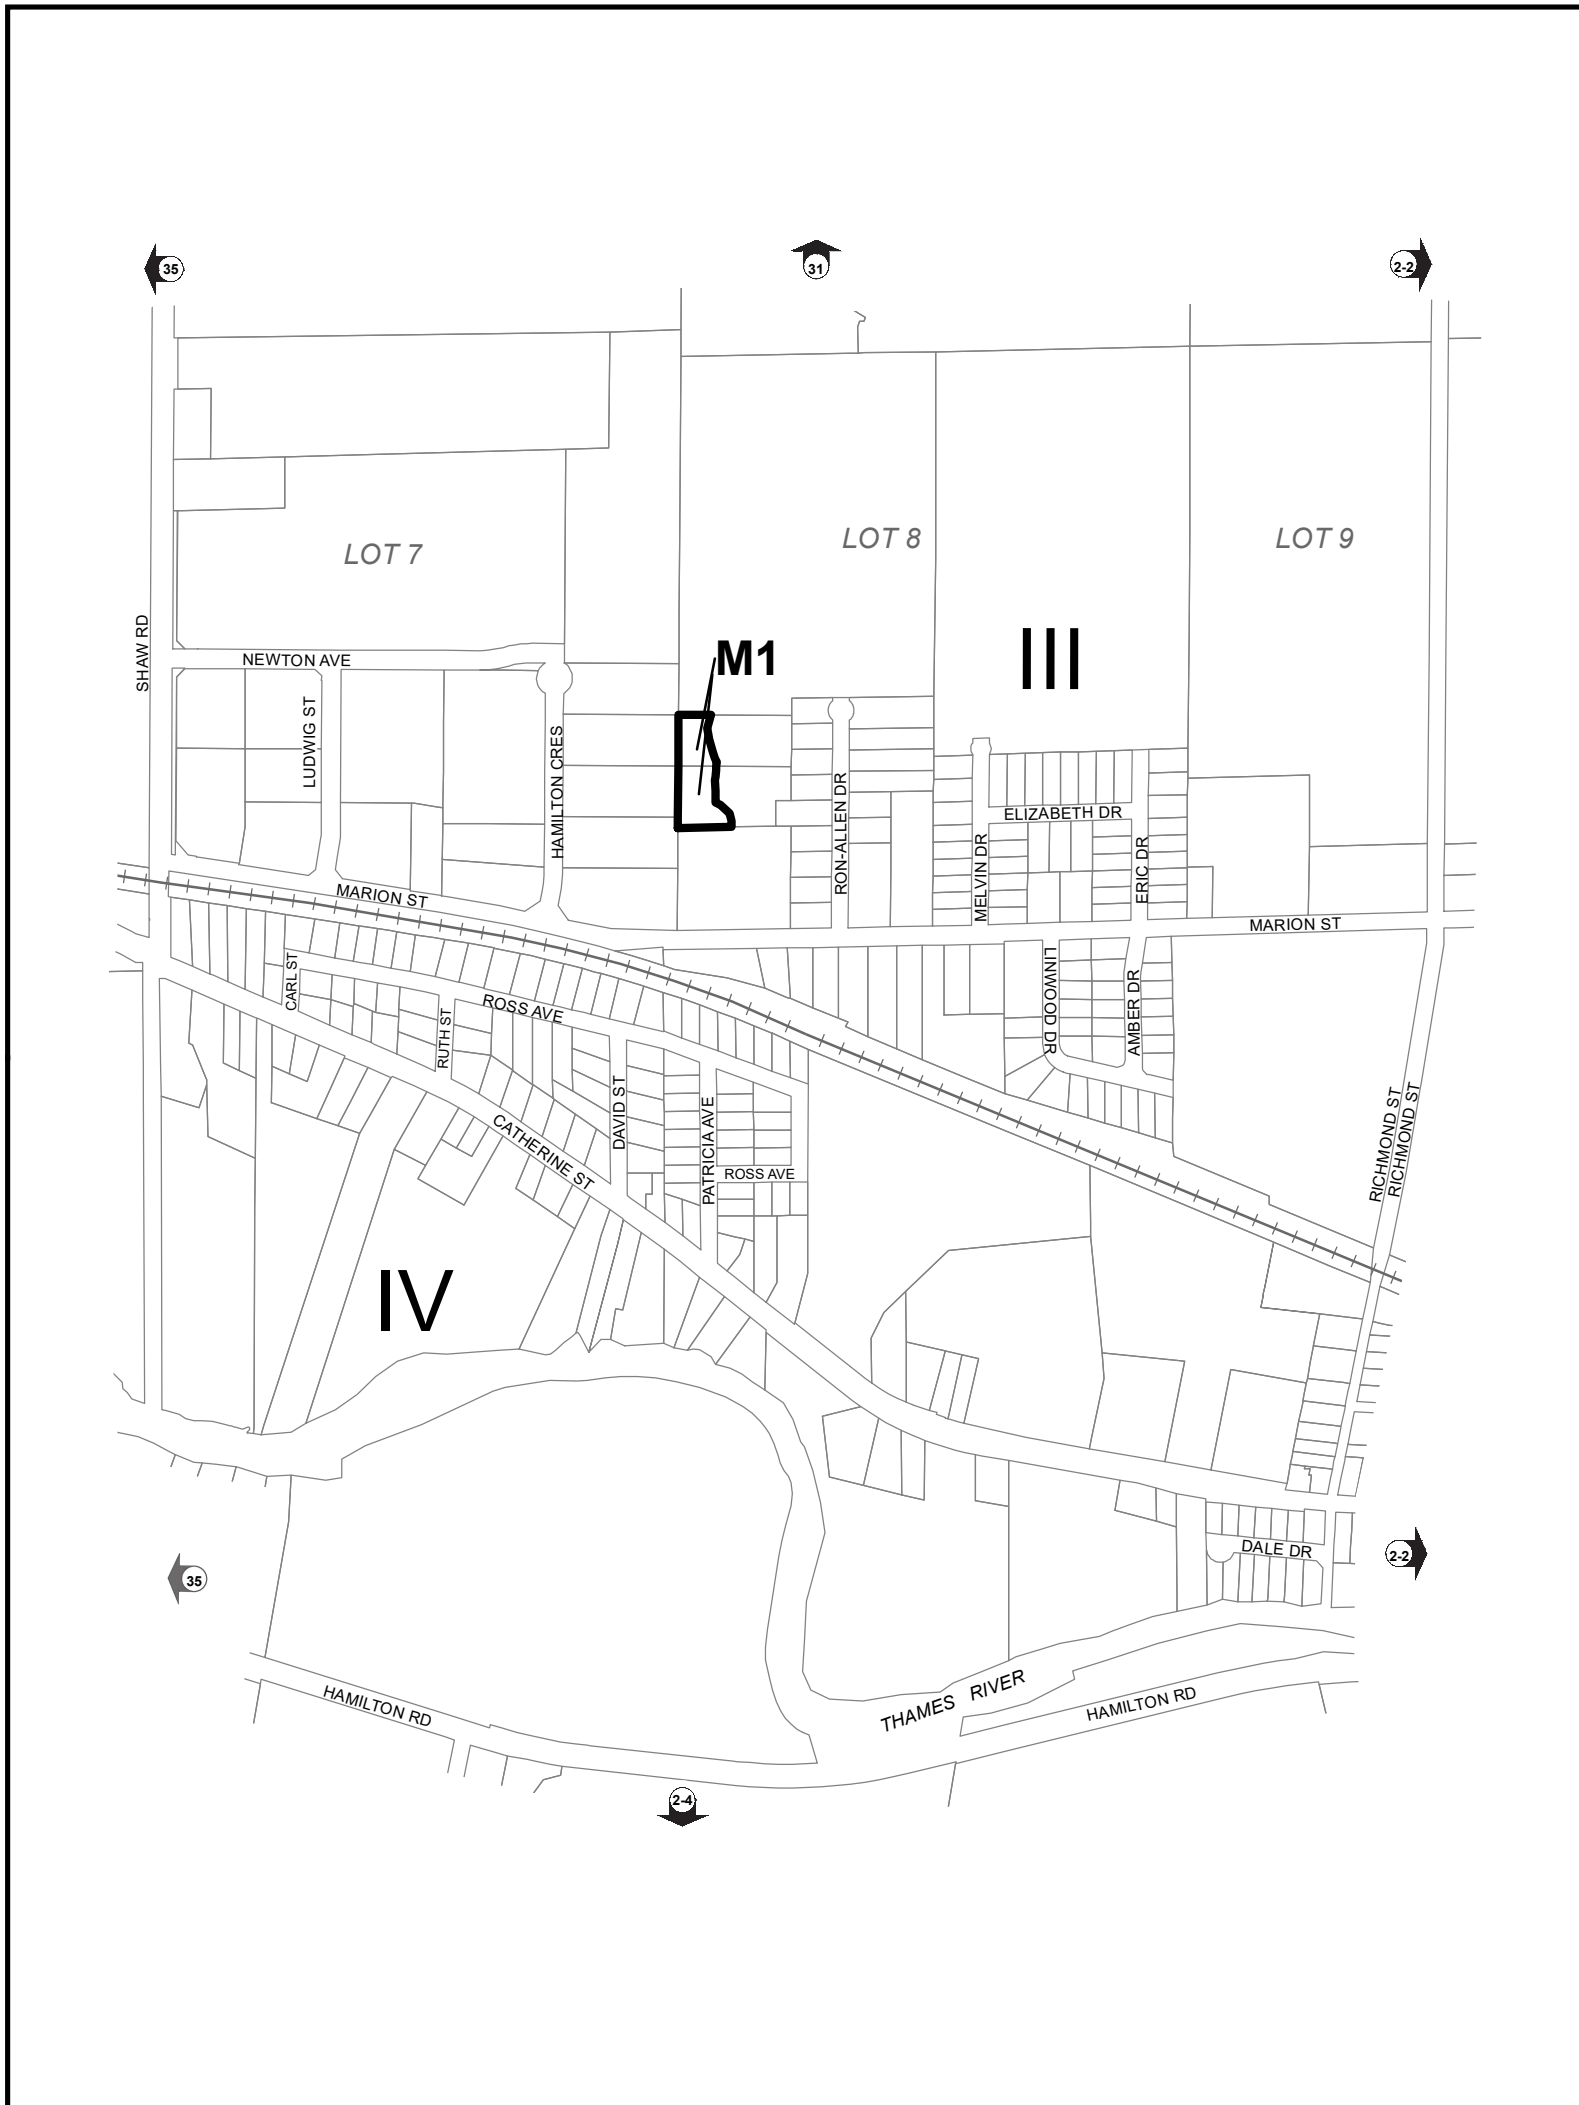 35
31
2-2
LOT 7
LOT 8
LOT 9
SHAW RD
NEWTON AVE
M1
III
LUDWIG ST
HAMILTON CRES
RON-ALLEN DR
MELVIN DR
ELIZABETH DR
ERIC DR
MARION ST
MARION ST
CARL ST
ROSS AVE
RUTH ST
LINWOOD DR
AMBER DR
DAVID ST
PATRICIA AVE
CATHERINE ST
ROSS AVE
RICHMOND ST
RICHMOND ST
IV
DALE DR
2-2
35
HAMILTON RD
THAMES RIVER
HAMILTON RD
2-4